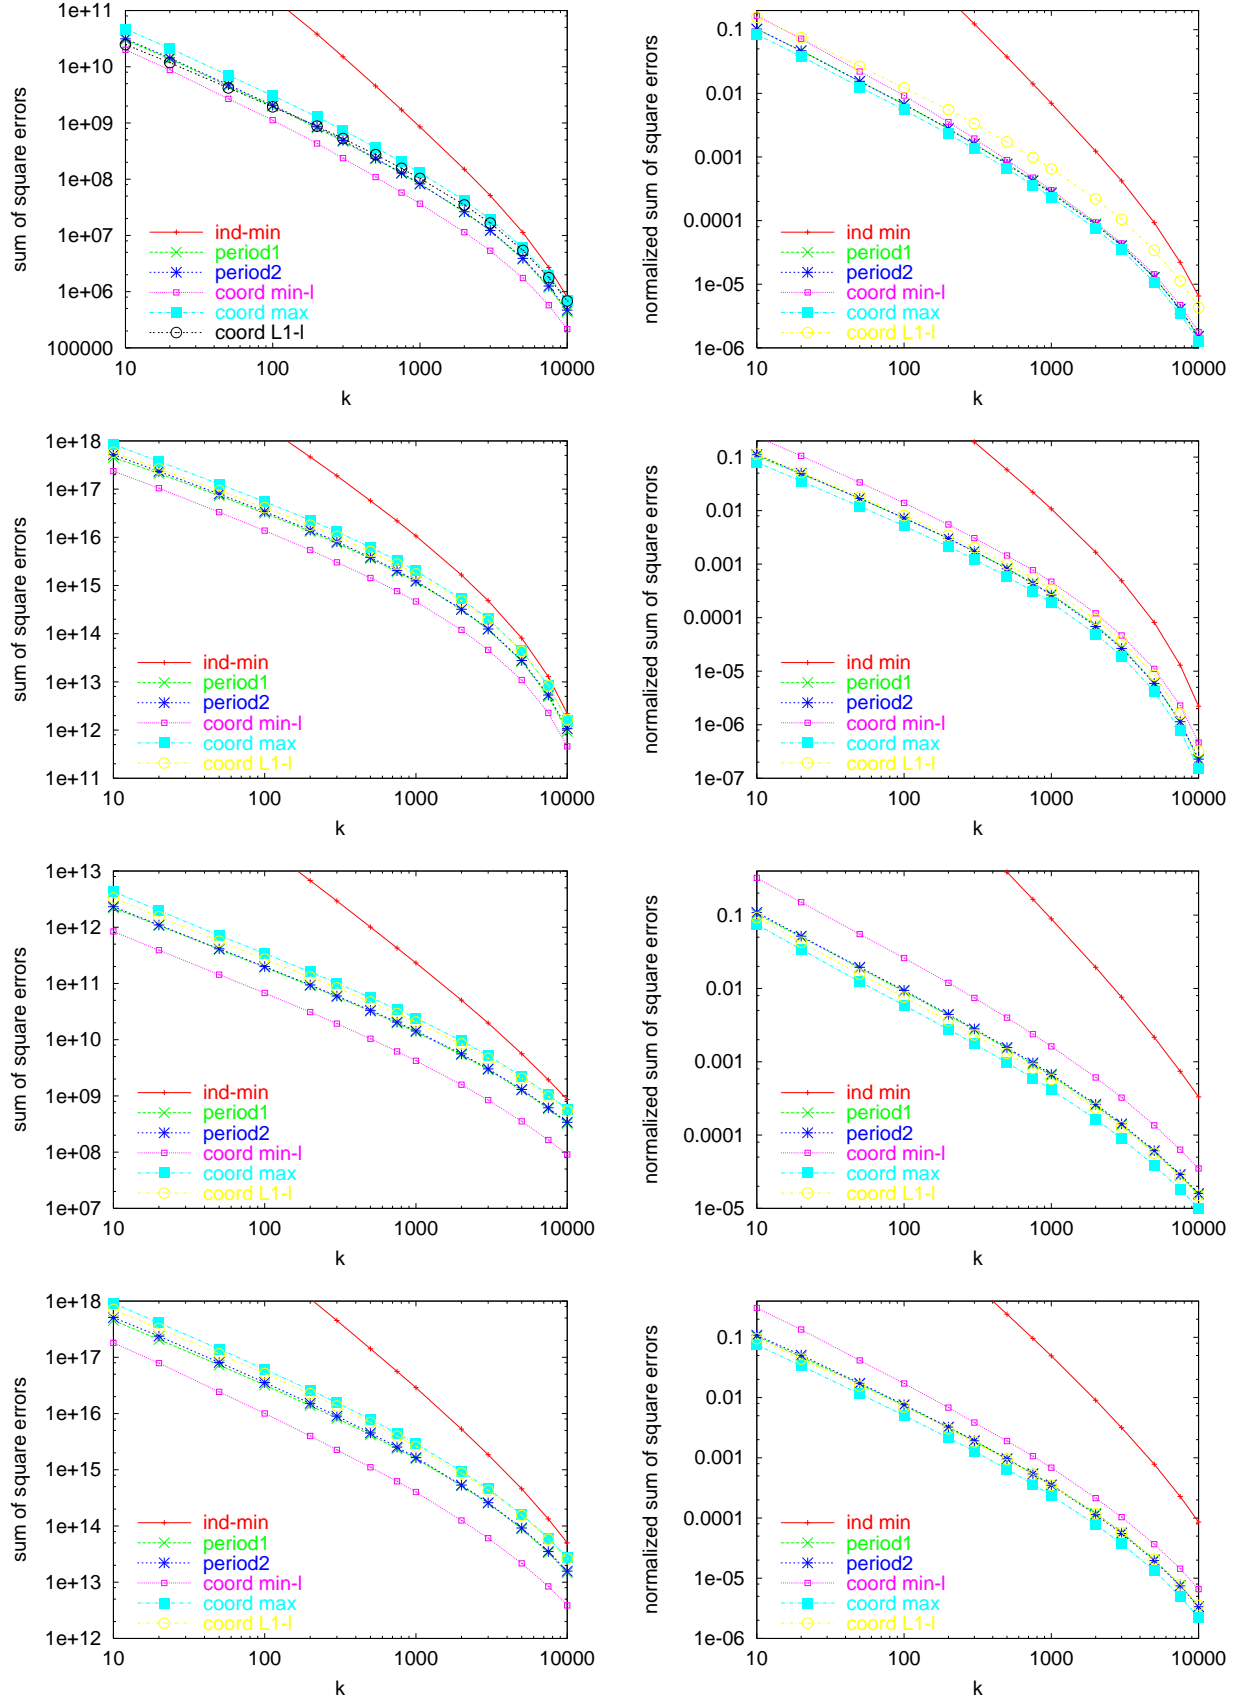 sum of square errors
1e+11
1e+10
1e+09
1e+08
1e+07
1e+06
100000
10 100 1000 10000
k
ind-min
period1
period2
coord min-l
coord max
coord L1-l
normalized sum of square errors
0.1
0.01
0.001
0.0001
1e-05
1e-06
10 100 1000 10000
k
ind min
period1
period2
coord min-l
coord max
coord L1-l
sum of square errors
1e+18
1e+17
1e+16
1e+15
1e+14
1e+13
1e+12
1e+11
10 100 1000 10000
k
ind-min
period1
period2
coord min-l
coord max
coord L1-l
normalized sum of square errors
0.1
0.01
0.001
0.0001
1e-05
1e-06
1e-07
10 100 1000 10000
k
ind min
period1
period2
coord min-l
coord max
coord L1-l
sum of square errors
1e+13
1e+12
1e+11
1e+10
1e+09
1e+08
1e+07
10 100 1000 10000
k
ind-min
period1
period2
coord min-l
coord max
coord L1-l
normalized sum of square errors
0.1
0.01
0.001
0.0001
1e-05
10 100 1000 10000
k
ind min
period1
period2
coord min-l
coord max
coord L1-l
sum of square errors
1e+18
1e+17
1e+16
1e+15
1e+14
1e+13
1e+12
10 100 1000 10000
k
ind-min
period1
period2
coord min-l
coord max
coord L1-l
normalized sum of square errors
0.1
0.01
0.001
0.0001
1e-05
1e-06
10 100 1000 10000
k
ind min
period1
period2
coord min-l
coord max
coord L1-l